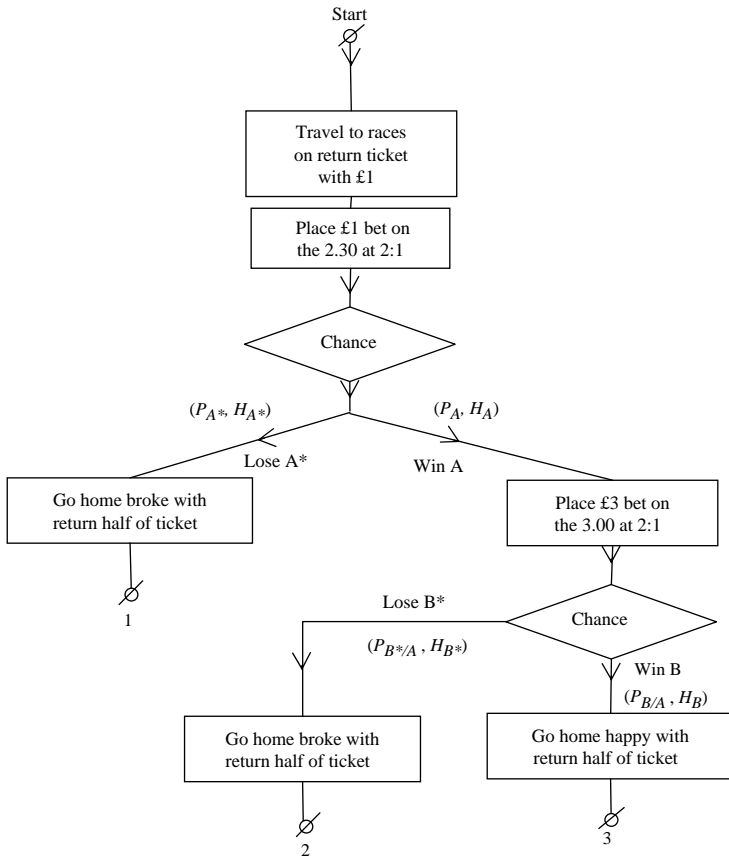 Start
Travel to races
on return ticket
with £1
Place £1 bet on
the 2.30 at 2:1
Chance
(P_{A*}, H_{A*})
(P_A, H_A)
Lose A*
Win A
Go home broke with
return half of ticket
Place £3 bet on
the 3.00 at 2:1
1
Lose B*
Chance
(P_{B*/A} , H_{B*})
Win B
(P_{B/A} , H_B)
Go home broke with
return half of ticket
Go home happy with
return half of ticket
2
3